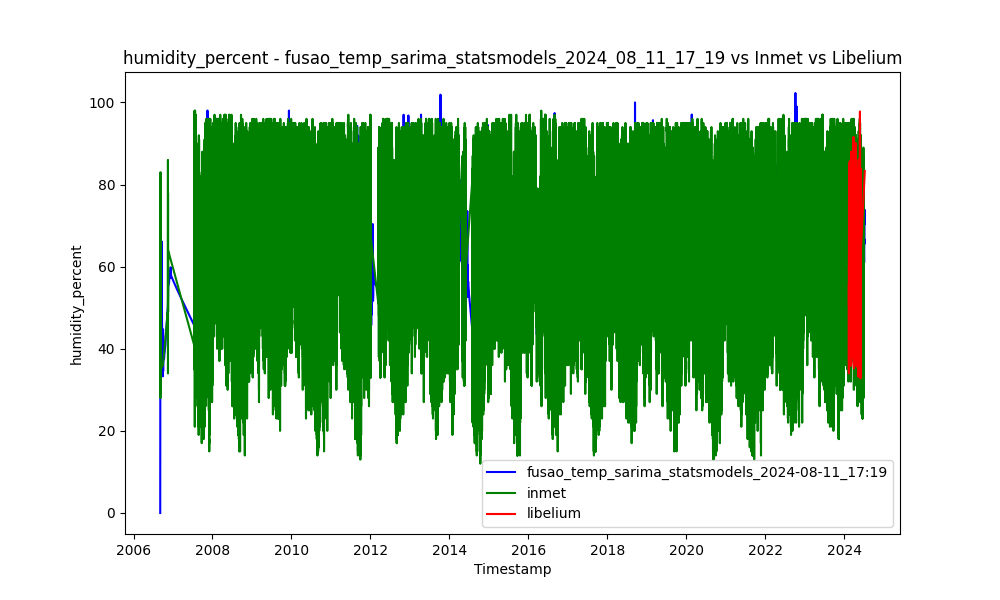 humidity_percent - fusao_temp_sarima_statsmodels_2024_08_11_17_19 vs Inmet vs Libelium
humidity_percent
100
80
60
40
20
0
fusao_temp_sarima_statsmodels_2024-08-11_17:19
inmet
libelium
2006 2008 2010 2012 2014 2016 2018 2020 2022 2024
Timestamp